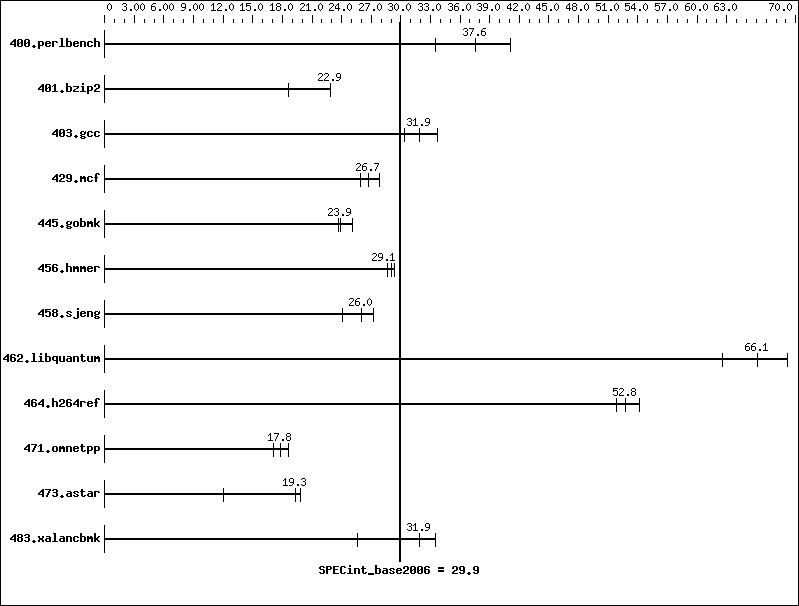 0 3.00 6.00 9.00 12.0 15.0 18.0 21.0 24.0 27.0 30.0 33.0 36.0 39.0 42.0 45.0 48.0 51.0 54.0 57.0 60.0 63.0 70.0
37.6
400.perlbench
22.9
401.bzip2
31.9
403.gcc
26.7
429.mcf
23.9
445.gobmk
29.1
456.hmmer
26.0
458.sjeng
66.1
462.libquantum
52.8
464.h264ref
17.8
471.omnetpp
19.3
473.astar
31.9
483.xalancbmk
SPECint_base2006 = 29.9